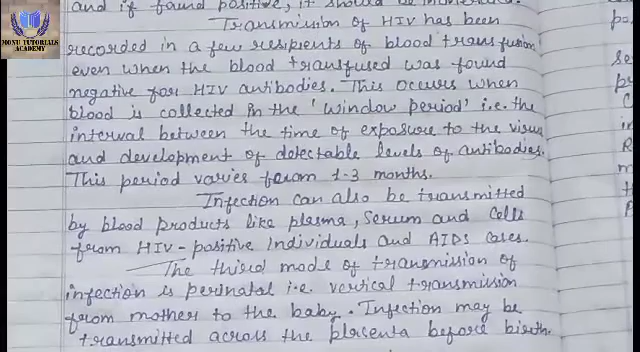 MONU TUTORIALS
ACADEMY
and if found positive, it should be
Transmission of HIV has been
recorded in a few recipients of blood transfusion
even when the blood transfused was found
negative for HIV antibodies. This occurs when
blood is collected in the 'window period' i.e. the
interval between the time of exposure to the virus
and development of detectable levels of antibodies.
This period varies from 1-3 months.
Infection can also be transmitted
by blood products like plasma, serum and cells
from HIV-positive individuals and AIDS cases.
The third mode of transmission of
infection is perinatal i.e. vertical transmission
from mother to the baby. Infection may be
transmitted across the placenta before birth.